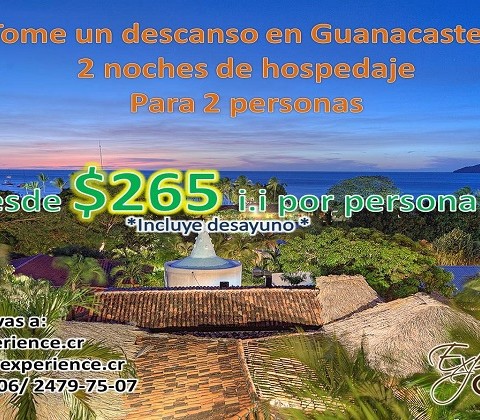 Tome un descanso en Guanacaste
2 noches de hospedaje
Para 2 personas
esde $265 i.i por persona
*Incluye desayuno *
vas a:
erience.cr
experience.cr
06/ 2479-75-07